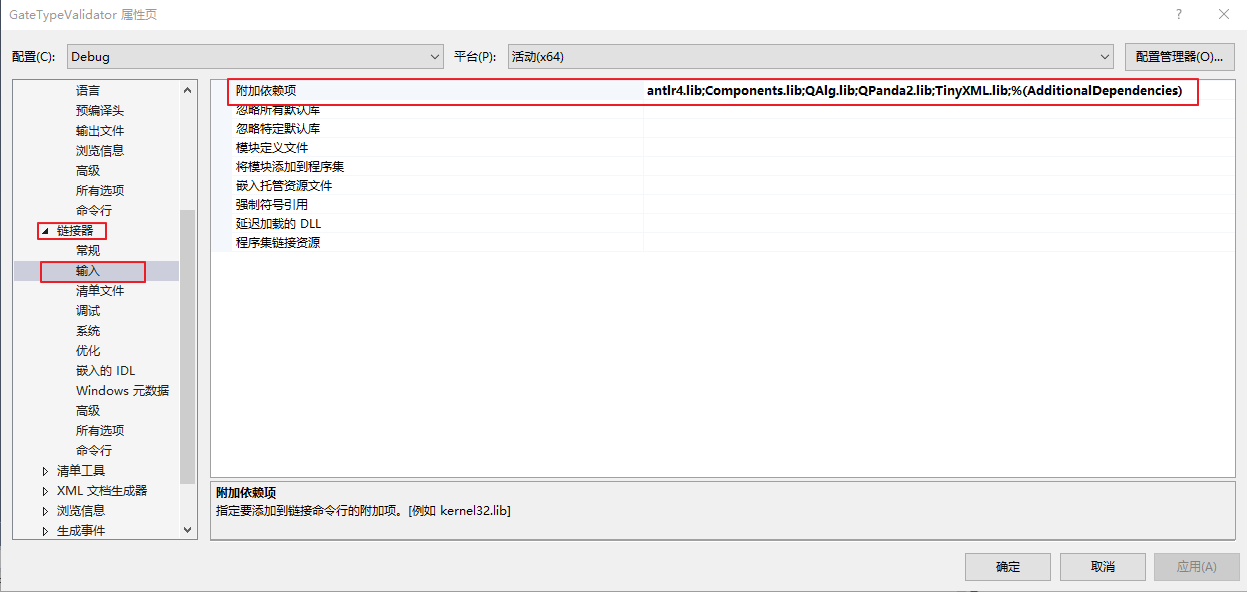 GateTypeValidator 属性页
配置(C): Debug 平台(P): 活动(x64) 配置管理器(O)...
语言
预编译头
输出文件
浏览信息
高级
所有选项
命令行
链接器
常规
输入
清单文件
调试
系统
优化
嵌入的 IDL
Windows 元数据
高级
所有选项
命令行
清单工具
XML 文档生成器
浏览信息
生成事件
附加依赖项 antlr4.lib;Components.lib;QAlg.lib;QPanda2.lib;TinyXML.lib;%(AdditionalDependencies)
忽略所有默认库
忽略特定默认库
模块定义文件
将模块添加到程序集
嵌入托管资源文件
强制符号引用
延迟加载的 DLL
程序集链接资源
附加依赖项
指定要添加到链接命令行的附加项。[例如 kernel32.lib]
确定 取消 应用(A)